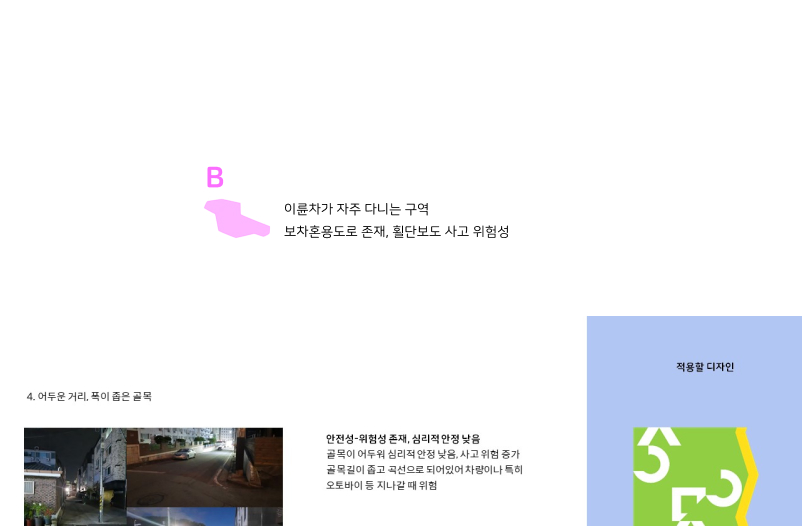 B
이륜차가 자주 다니는 구역
보차혼용도로 존재, 횔단보도 사고 위험성
적용할 디자인
4. 어두운 거리, 폭이 좁은 골목
안전성-위험성 존재, 심리적 안정 낮음
골목이 어두워 심리적 안정 낮음, 사고 위험 증가
골목길이 좁고 곡선으로 되어있어 차량이나 특히
오토바이 등 지나갈 때 위험